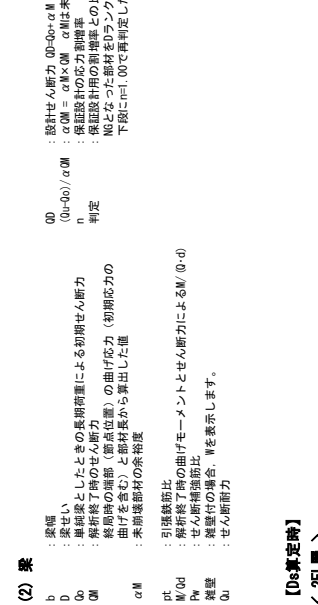 (2) 梁
b : 梁幅
D : 梁せい
Qo : 単純梁としたときの長期荷重による初期せん断力
QM : 解析終了時のせん断力
終局時の端部（節点位置）の曲げ応力（初期応力の
曲げを含む）と部材長から算出した値
αM : 未崩壊部材の余裕度
pt : 引張鉄筋比
M/Qd : 解析終了時の曲げモーメントとせん断力によるM/(Q・d)
Pw : せん断補強筋比
雑壁 : 雑壁付の場合、Wを表示します。
Qu : せん断耐力
QD : 設計せん断力 QD=Qo+αM
(Qu-Qo)/αQM : αQM = αM×QM αMは未
n : 保証設計の応力割増率
判定 : 保証設計用の割増率との
NGとなった部材をDランク
下段にn=1.00で再判定した
【Ds算定時】